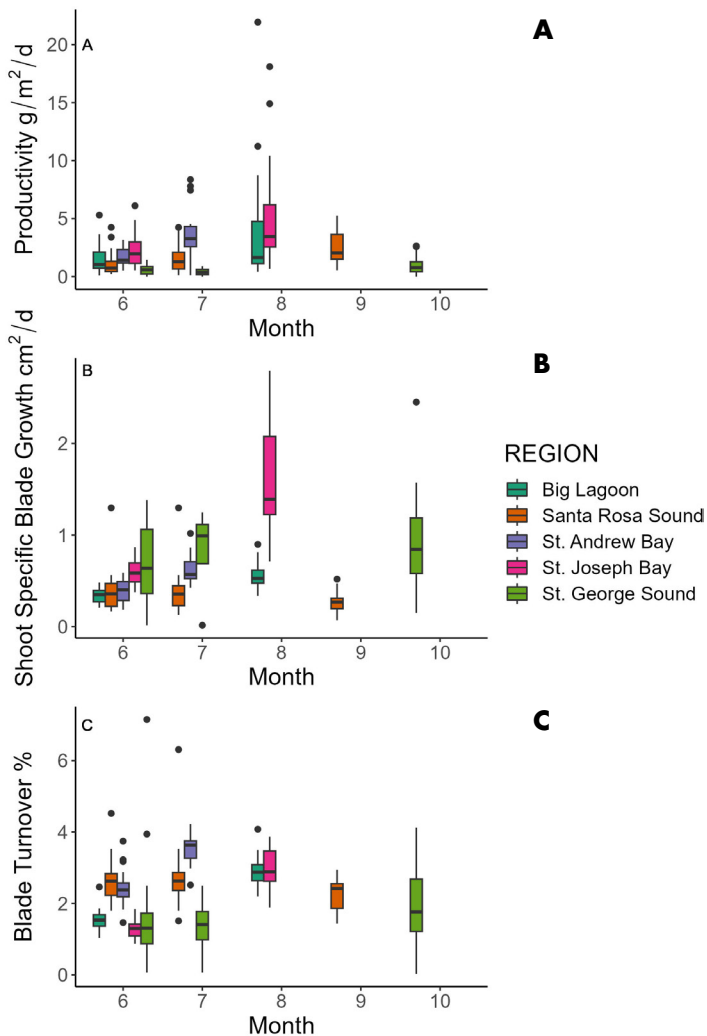 A
A
Productivity g/m²/d
20
15
10
5
0
6 7 8 9 10
Month
B
B
Shoot Specific Blade Growth cm²/d
2
1
0
6 7 8 9 10
Month
REGION
Big Lagoon
Santa Rosa Sound
St. Andrew Bay
St. Joseph Bay
St. George Sound
C
C
Blade Turnover %
6
4
2
0
6 7 8 9 10
Month